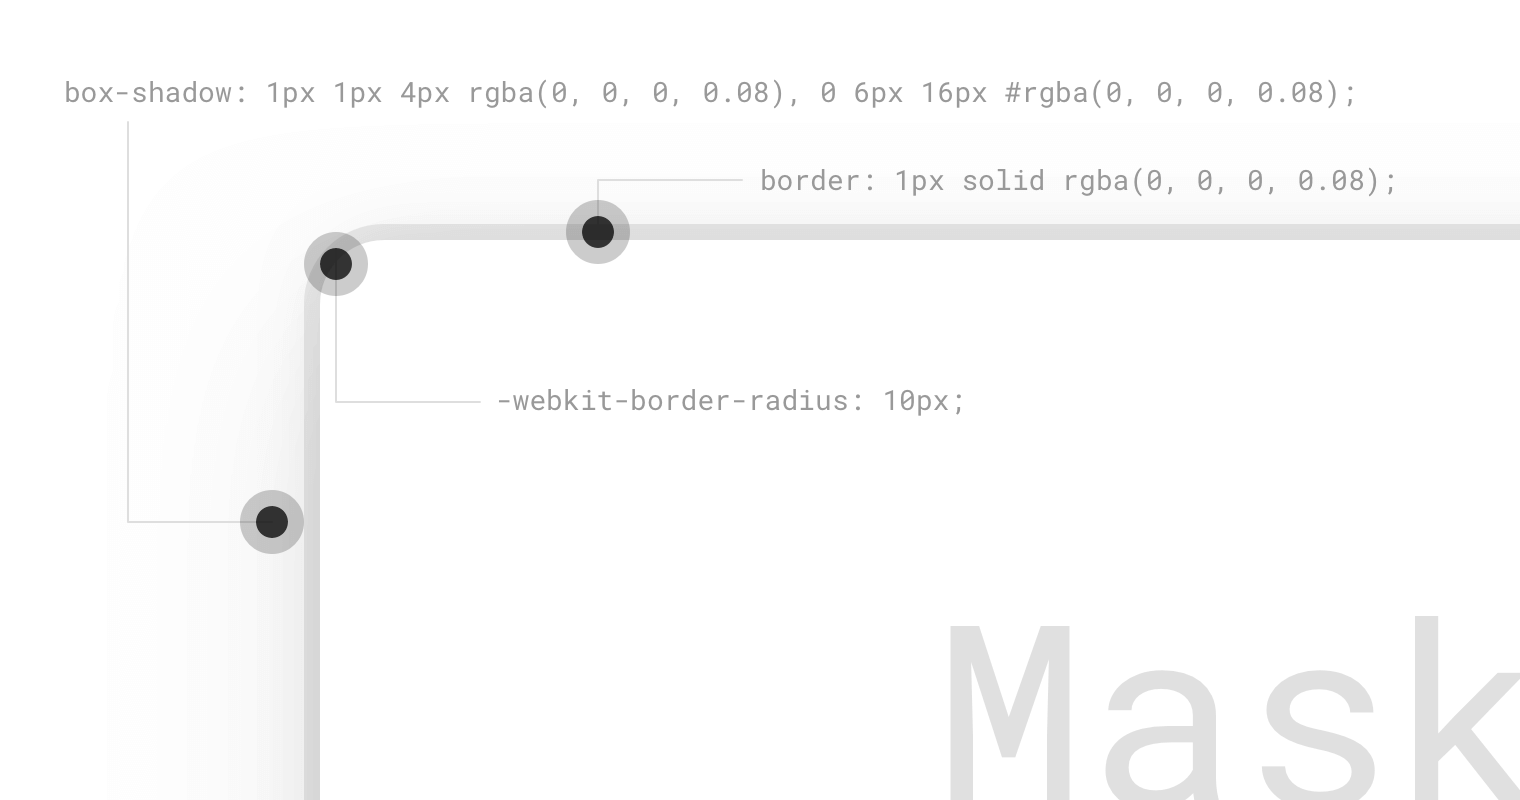 box-shadow: 1px 1px 4px rgba(0, 0, 0, 0.08), 0 6px 16px #rgba(0, 0, 0, 0.08);
border: 1px solid rgba(0, 0, 0, 0.08);
-webkit-border-radius: 10px;
Mask